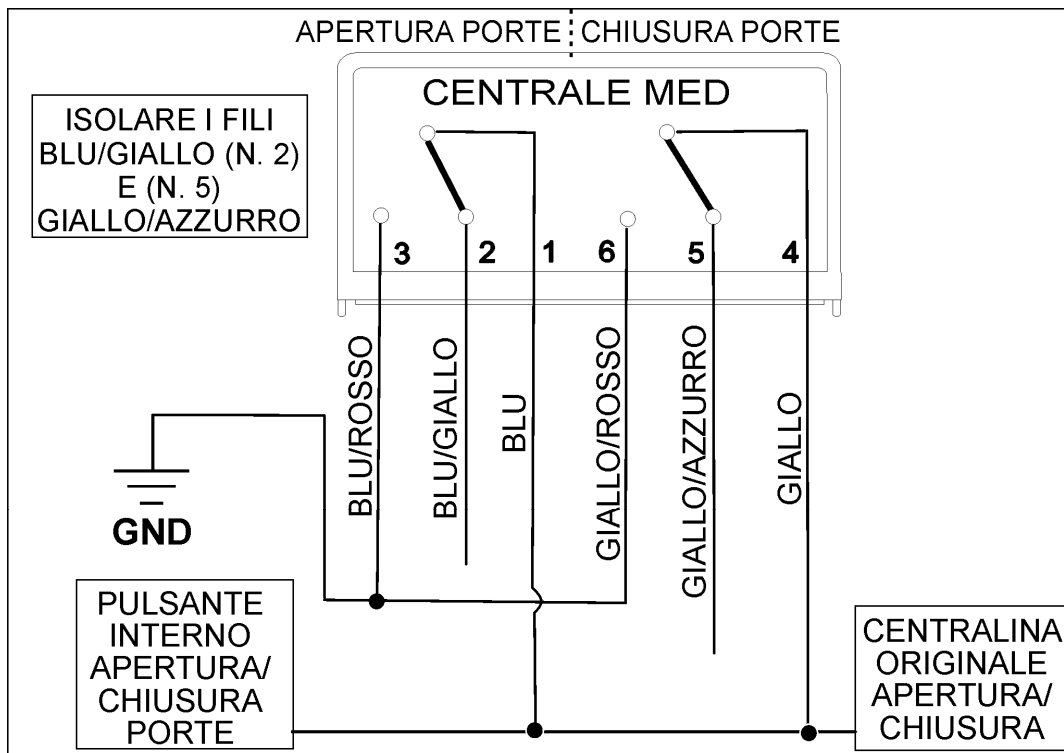 APERTURA PORTE CHIUSURA PORTE
CENTRALE MED
ISOLARE I FILI
BLU/GIALLO (N. 2)
E (N. 5)
GIALLO/AZZURRO
3 2 1 6 5 4
BLU/ROSSO
BLU/GIALLO
BLU
GIALLO/ROSSO
GIALLO/AZZURRO
GIALLO
GND
PULSANTE
INTERNO
APERTURA/
CHIUSURA
PORTE
CENTRALINA
ORIGINALE
APERTURA/
CHIUSURA